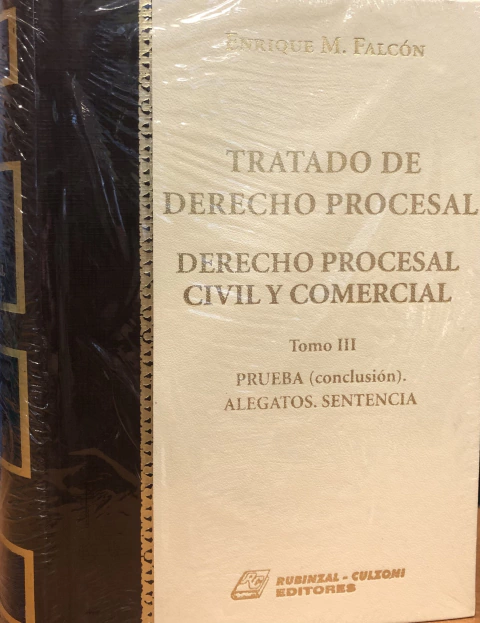 ENRIQUE M. FALCÓN
TRATADO DE
DERECHO PROCESAL
DERECHO PROCESAL
CIVIL Y COMERCIAL
Tomo III
PRUEBA (conclusión).
ALEGATOS. SENTENCIA
RC
RUBINZAL - CULZONI
EDITORES